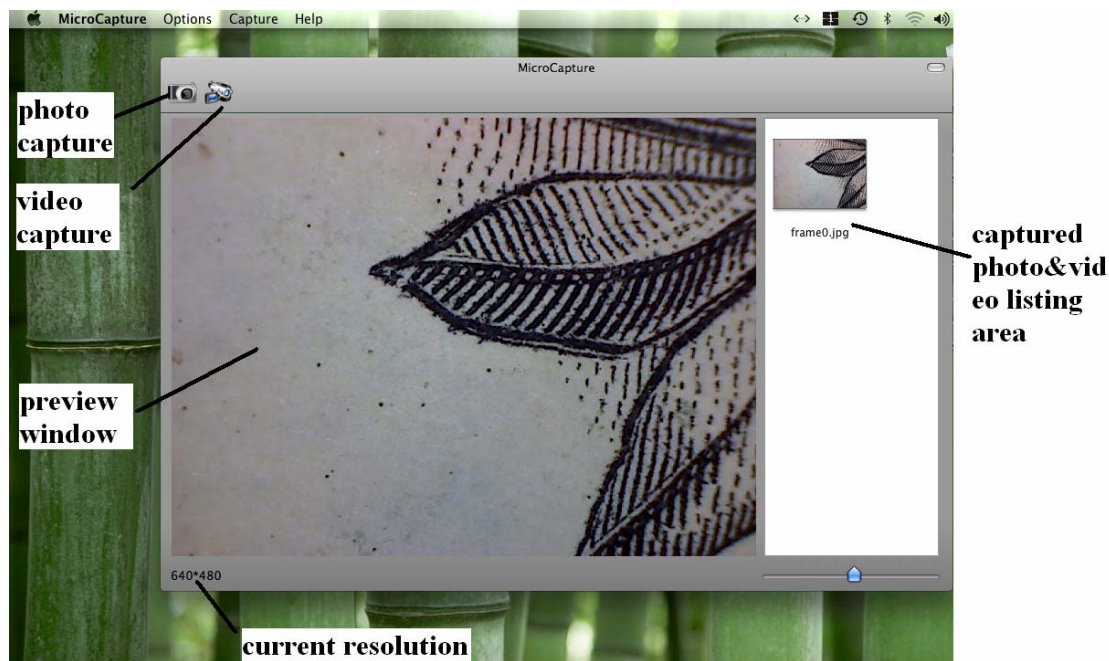 MicroCapture Options Capture Help
MicroCapture
photo
capture
video
capture
frame0.jpg
captured
photo&vid
eo listing
area
preview
window
640*480
current resolution